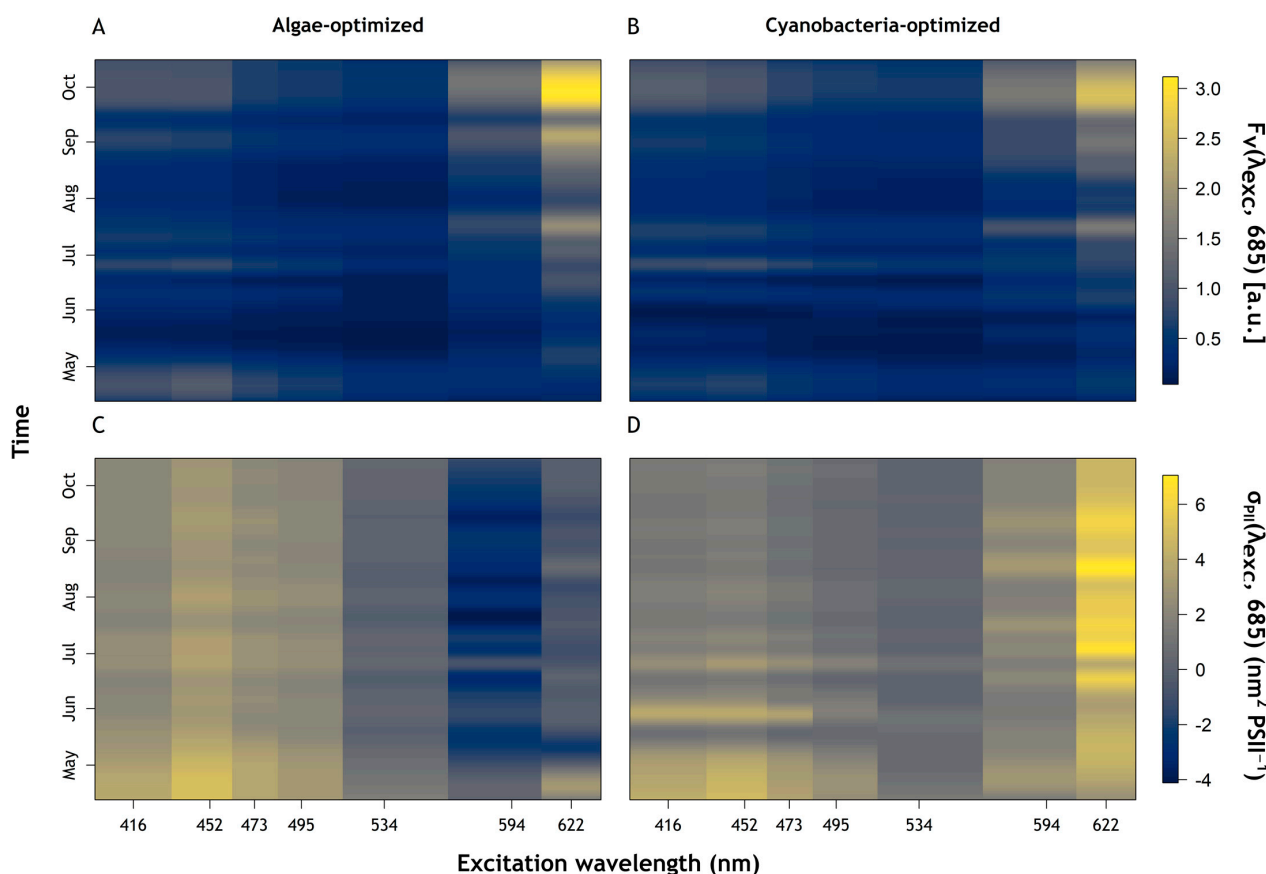 A
Algae-optimized
B
Cyanobacteria-optimized
Oct
Sep
Aug
Jul
Jun
May
3.0
2.0
1.5
1.0
0.5
FV(λexc, 685) [a.u.]
Time
C
D
Oct
Sep
Aug
Jul
Jun
May
6
4
2
0
-2
-4
σPII(λexc, 685) (nm² PSII⁻¹)
416 452 473 495 534 594 622
416 452 473 495 534 594 622
Excitation wavelength (nm)